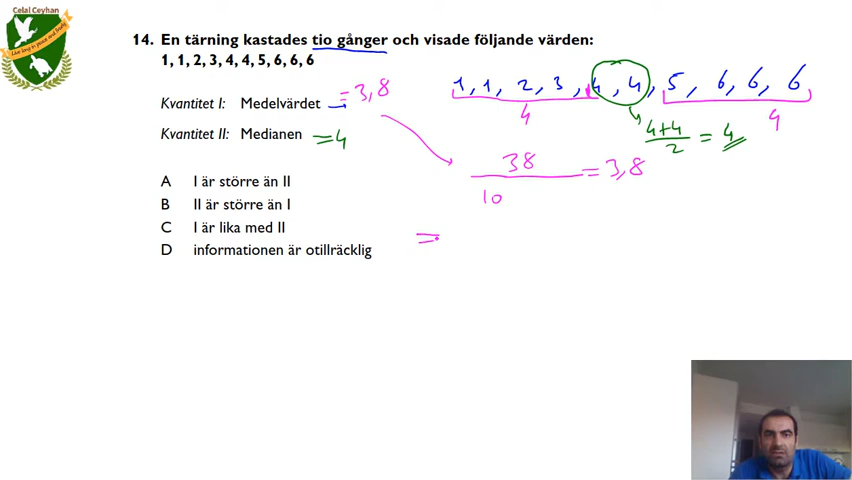 Celal Ceyhan
14. En tärning kastades tio gånger och visade följande värden:
1, 1, 2, 3, 4, 4, 5, 6, 6, 6
1, 1, 2, 3, 4, 4, 5, 6, 6, 6
Kvantitet I: Medelvärdet = 3,8
4
4
Kvantitet II: Medianen = 4
4+4
2
= 4
38
10
= 3,8
A I är större än II
B II är större än I
C I är lika med II
D informationen är otillräcklig
=